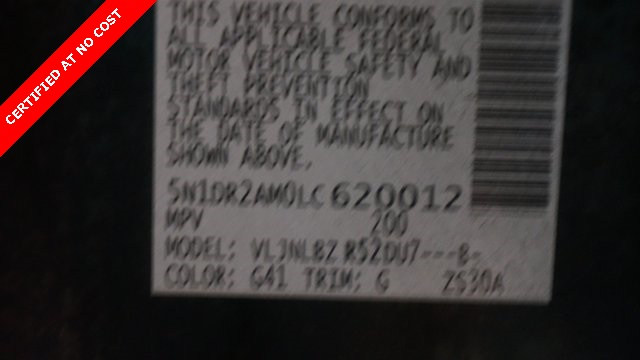 CERTIFIED AT NO COST
THIS VEHICLE CONFORMS TO
ALL APPLICABLE FEDERAL
MOTOR VEHICLE SAFETY AND
THEFT PREVENTION
STANDARDS IN EFFECT ON
THE DATE OF MANUFACTURE
SHOWN ABOVE.
5N1DR2AM0LC620012
MPV 200
MODEL: VLJNLBZ R52DU7---B-
COLOR: G41 TRIM: G ZS30A